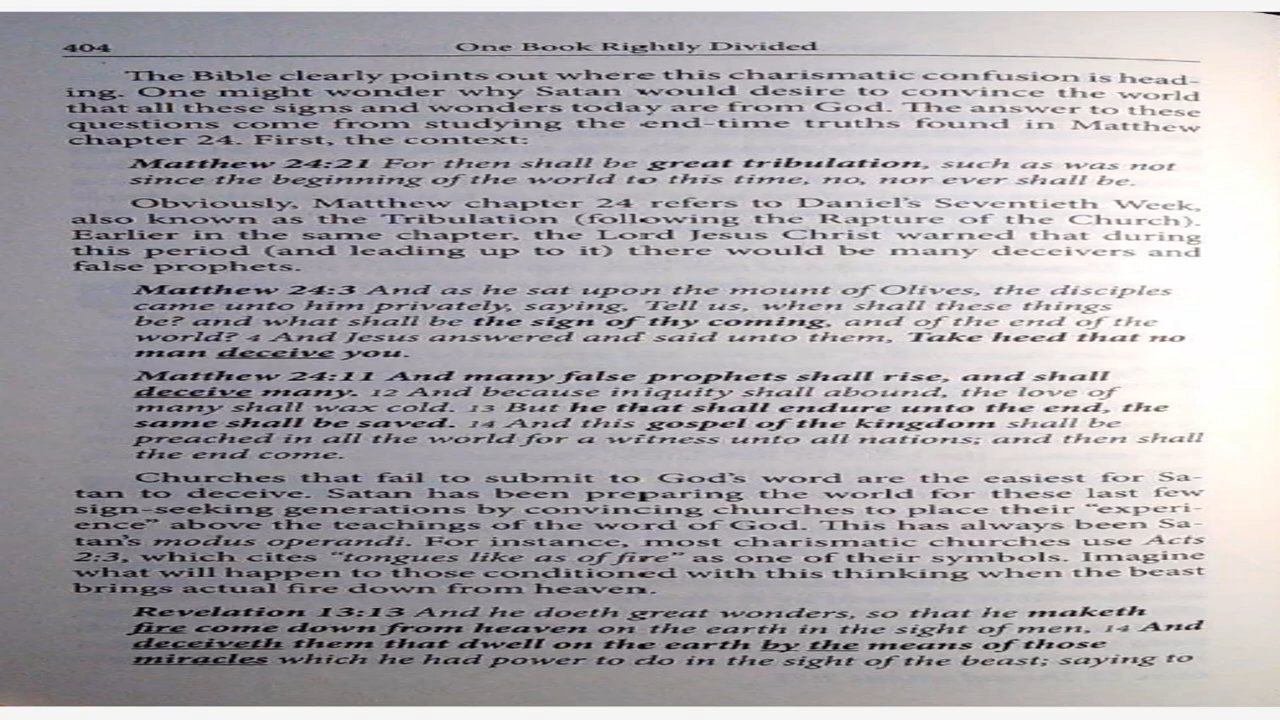 404 One Book Rightly Divided
The Bible clearly points out where this charismatic confusion is head-
ing. One might wonder why Satan would desire to convince the world
that all these signs and wonders today are from God. The answer to these
questions come from studying the end-time truths found in Matthew
chapter 24. First, the context:
Matthew 24:21 For then shall be great tribulation, such as was not
since the beginning of the world to this time, no, nor ever shall be.
Obviously, Matthew chapter 24 refers to Daniel's Seventieth Week,
also known as the Tribulation (following the Rapture of the Church).
Earlier in the same chapter, the Lord Jesus Christ warned that during
this period (and leading up to it) there would be many deceivers and
false prophets.
Matthew 24:3 And as he sat upon the mount of Olives, the disciples
came unto him privately, saying, Tell us, when shall these things
be? and what shall be the sign of thy coming, and of the end of the
world? 4 And Jesus answered and said unto them, Take heed that no
man deceive you.
Matthew 24:11 And many false prophets shall rise, and shall
deceive many. 12 And because iniquity shall abound, the love of
many shall wax cold. 13 But he that shall endure unto the end, the
same shall be saved. 14 And this gospel of the kingdom shall be
preached in all the world for a witness unto all nations; and then shall
the end come.
Churches that fail to submit to God's word are the easiest for Sa-
tan to deceive. Satan has been preparing the world for these last few
sign-seeking generations by convincing churches to place their "experi-
ence" above the teachings of the word of God. This has always been Sa-
tan's modus operandi. For instance, most charismatic churches use Acts
2:3, which cites "tongues like as of fire" as one of their symbols. Imagine
what will happen to those conditioned with this thinking when the beast
brings actual fire down from heaven.
Revelation 13:13 And he doeth great wonders, so that he maketh
fire come down from heaven on the earth in the sight of men, 14 And
deceiveth them that dwell on the earth by the means of those
miracles which he had power to do in the sight of the beast; saying to